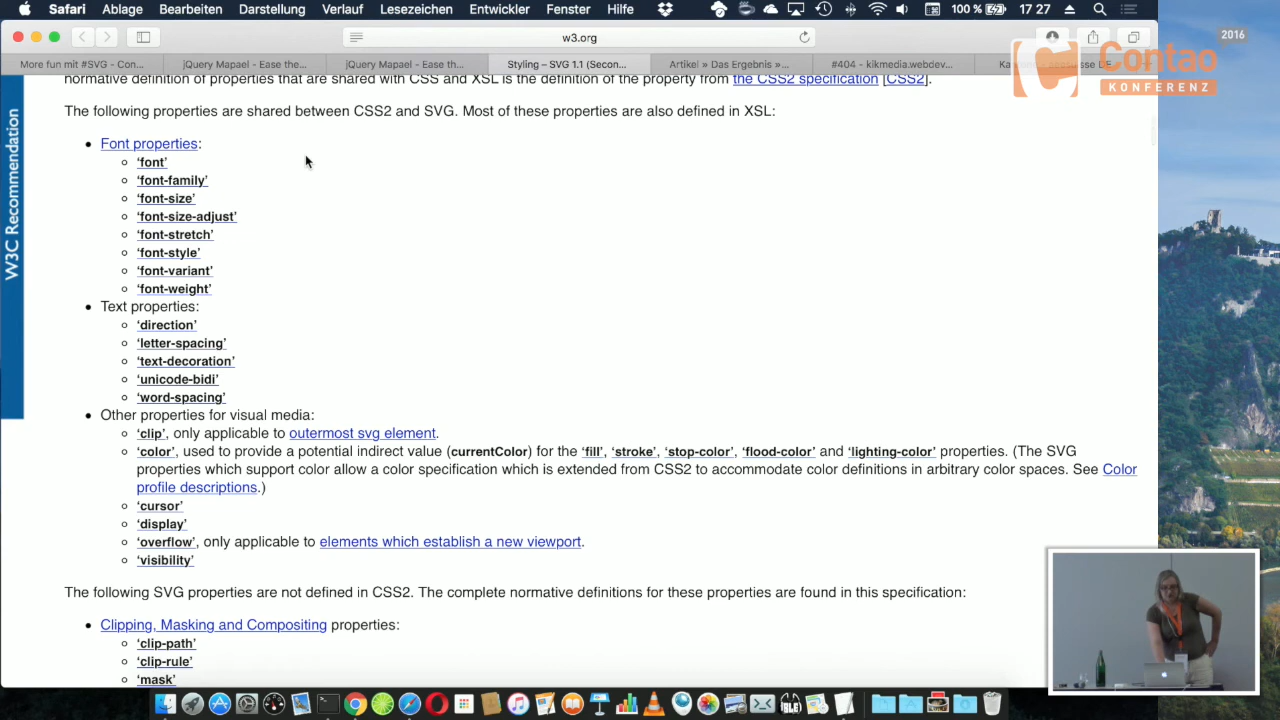 Safari Ablage Bearbeiten Darstellung Verlauf Lesezeichen Entwickler Fenster Hilfe 100 % 17 27
w3.org
More fun mit #SVG - Con... jQuery Mapael - Ease the... jQuery Mapael - Ease th... Styling – SVG 1.1 (Secon... Artikel » Das Ergebnis »... #404 - kikmedia.webdev...
2016
Contao
KONFERENZ
W3C Recommendation
normative definition of properties that are shared with CSS and XSL is the definition of the property from the CSS2 specification [CSS2].
The following properties are shared between CSS2 and SVG. Most of these properties are also defined in XSL:
Font properties:
‘font’
‘font-family’
‘font-size’
‘font-size-adjust’
‘font-stretch’
‘font-style’
‘font-variant’
‘font-weight’
Text properties:
‘direction’
‘letter-spacing’
‘text-decoration’
‘unicode-bidi’
‘word-spacing’
Other properties for visual media:
‘clip’, only applicable to outermost svg element.
‘color’, used to provide a potential indirect value (currentColor) for the ‘fill’, ‘stroke’, ‘stop-color’, ‘flood-color’ and ‘lighting-color’ properties. (The SVG
properties which support color allow a color specification which is extended from CSS2 to accommodate color definitions in arbitrary color spaces. See Color
profile descriptions.)
‘cursor’
‘display’
‘overflow’, only applicable to elements which establish a new viewport.
‘visibility’
The following SVG properties are not defined in CSS2. The complete normative definitions for these properties are found in this specification:
Clipping, Masking and Compositing properties:
‘clip-path’
‘clip-rule’
‘mask’